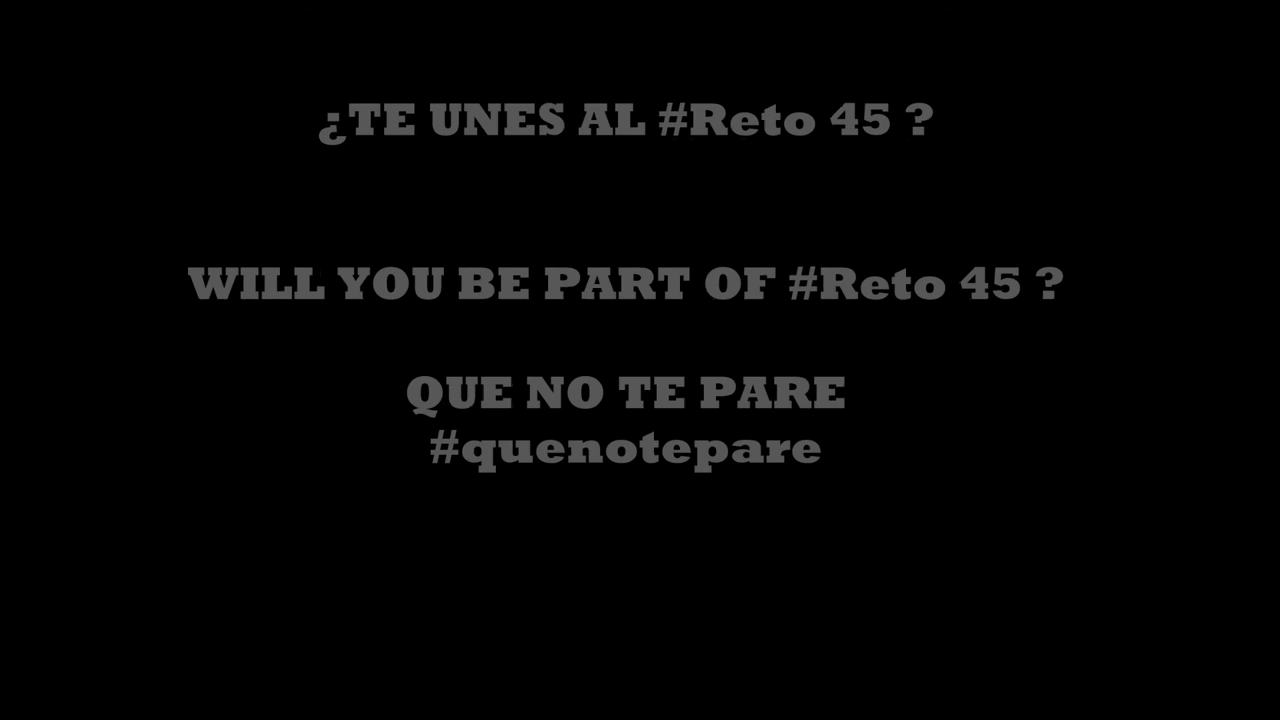 ¿TE UNES AL #Reto 45 ?
WILL YOU BE PART OF #Reto 45 ?
QUE NO TE PARE
#quenotepare